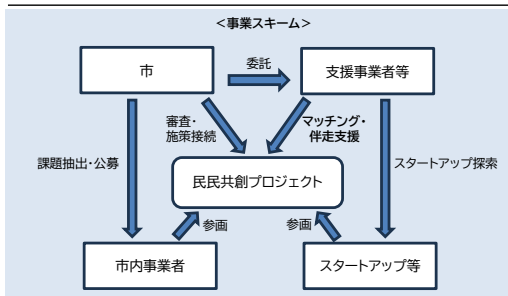 ＜事業スキーム＞
市
委託
支援事業者等
審査・
施策接続
マッチング・
伴走支援
課題抽出・公募
スタートアップ探索
民民共創プロジェクト
参画
参画
市内事業者
スタートアップ等